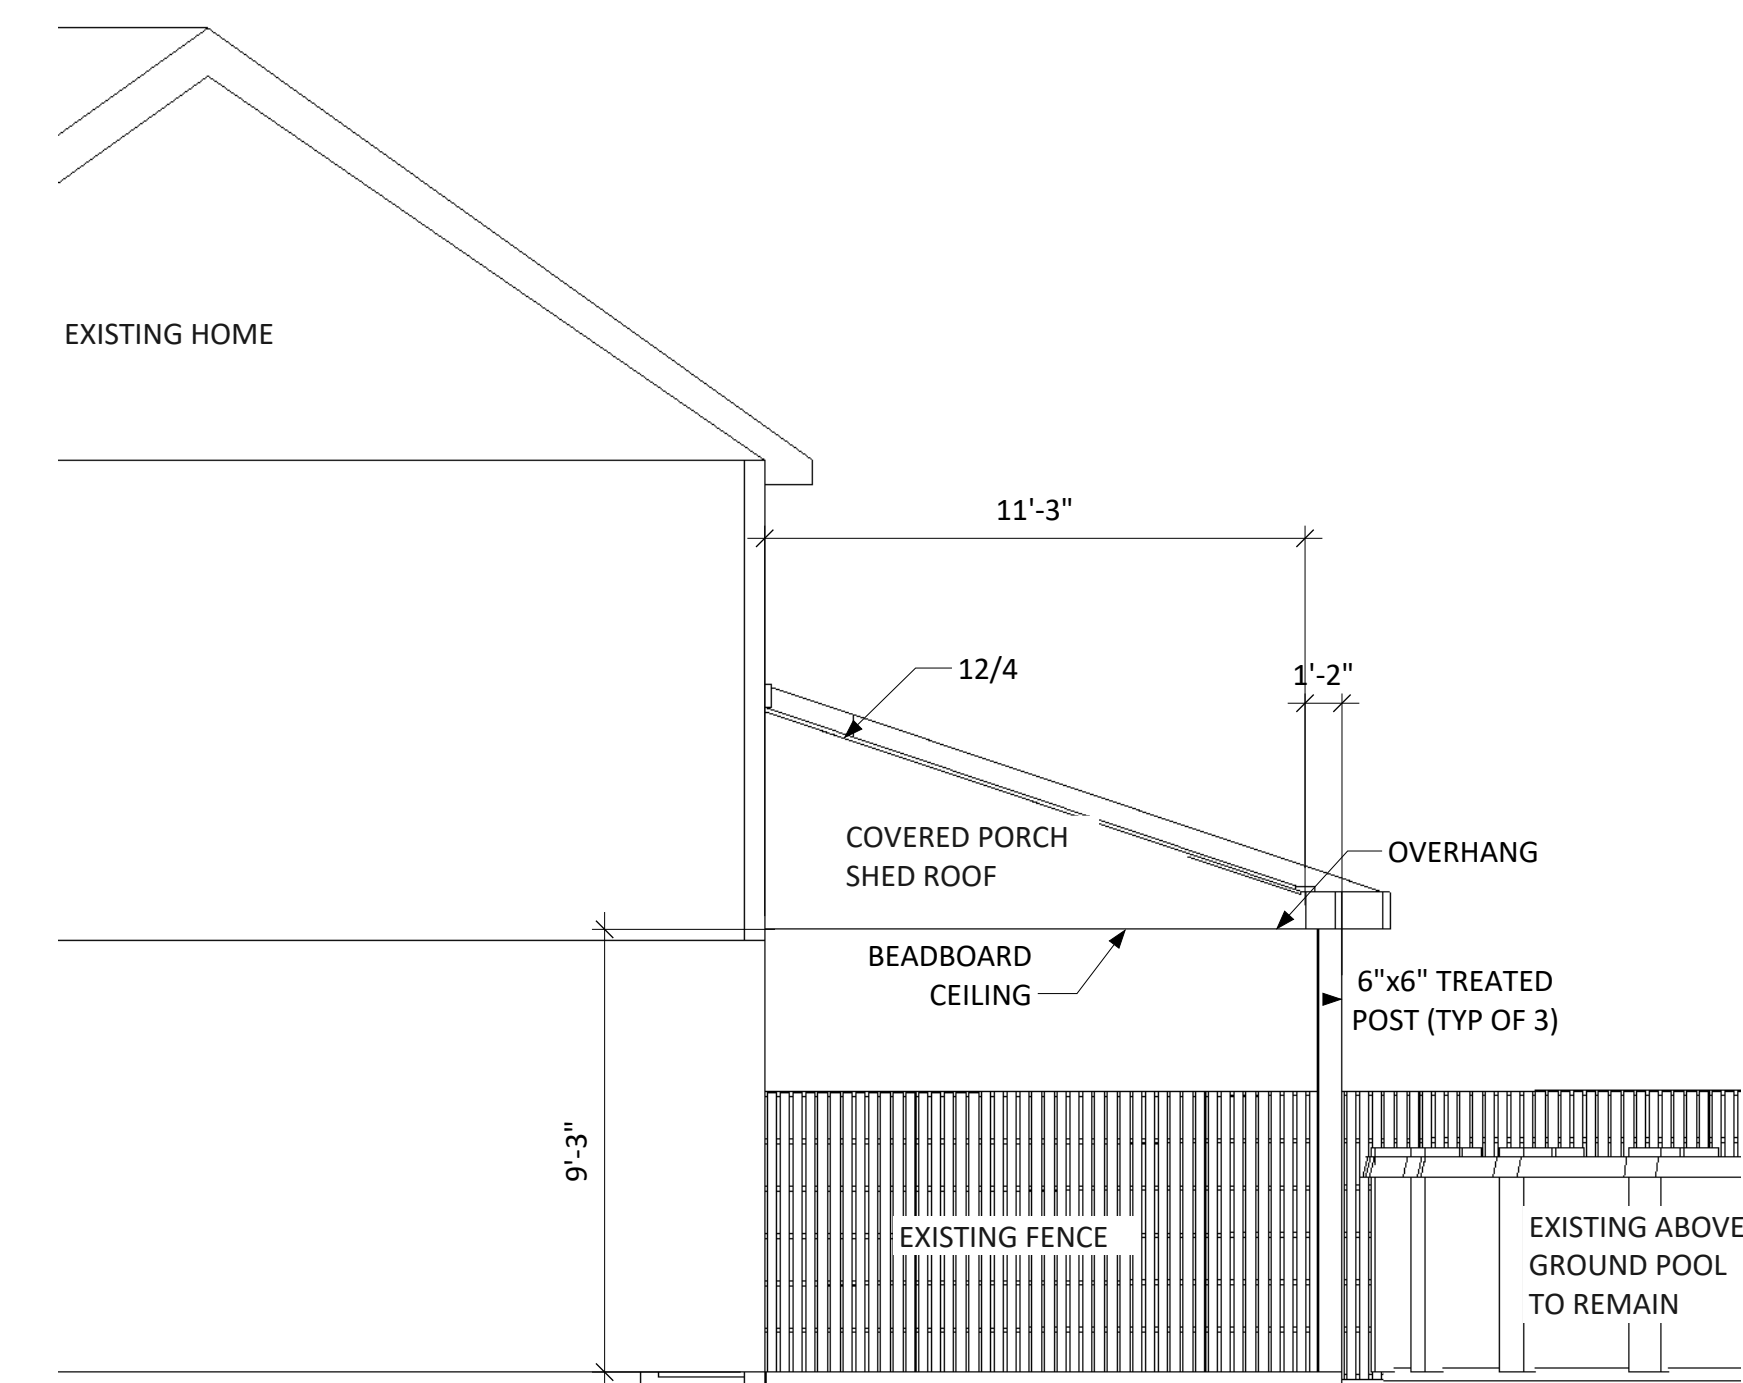 EXISTING HOME
11'-3"
12/4
1'-2"
COVERED PORCH
SHED ROOF
OVERHANG
BEADBOARD
CEILING
6"x6" TREATED
POST (TYP OF 3)
9'-3"
EXISTING FENCE
EXISTING ABOVE
GROUND POOL
TO REMAIN